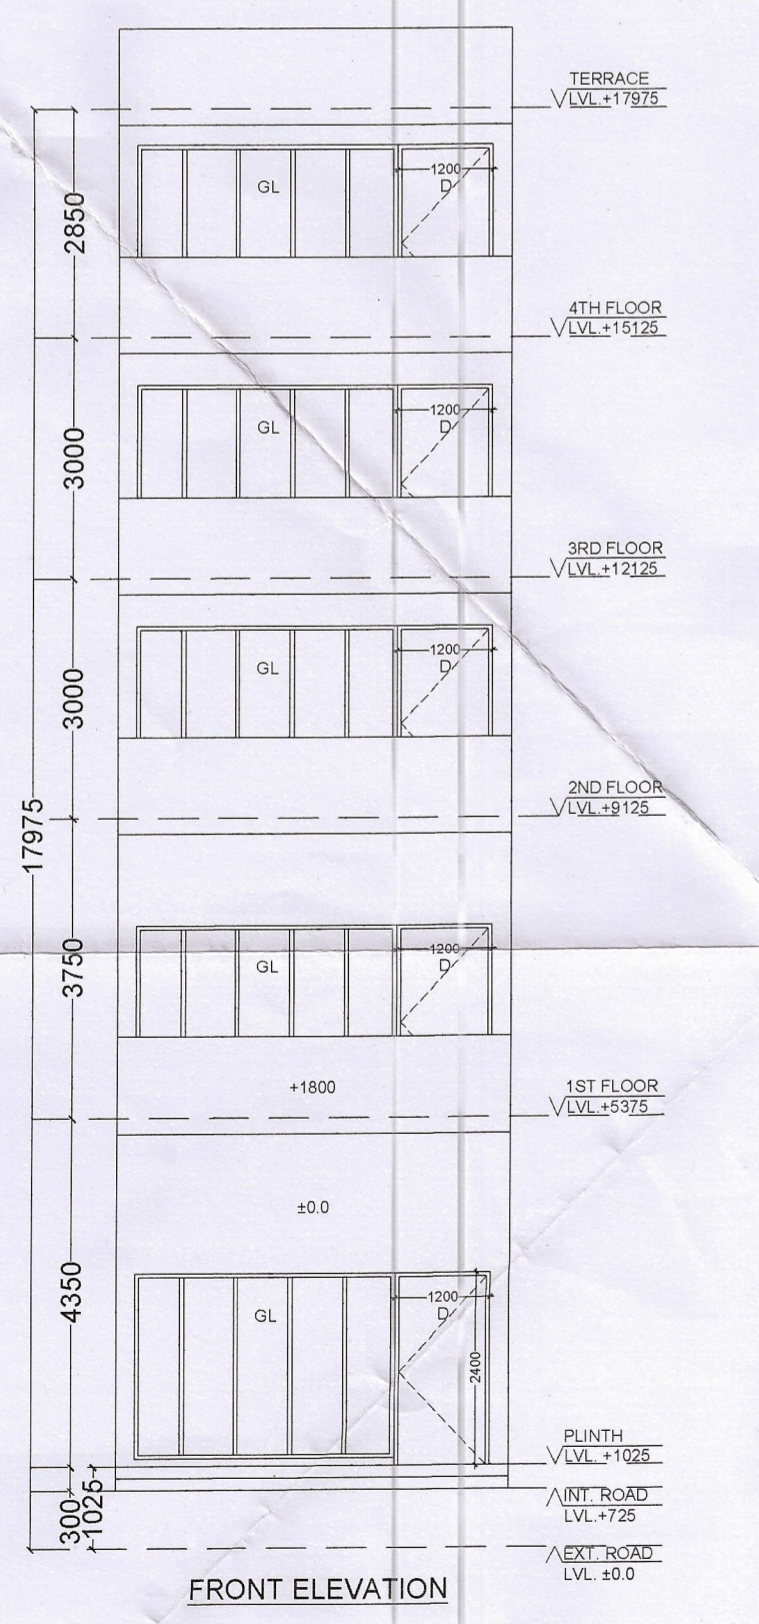 TERRACE
LVL.+17975
1200
GL
D
2850
4TH FLOOR
LVL.+15125
1200
GL
D
3000
3RD FLOOR
LVL.+12125
1200
GL
D
3000
2ND FLOOR
LVL.+9125
17975
1200
GL
D
3750
+1800
1ST FLOOR
LVL.+5375
±0.0
4350
1200
GL
D
2400
PLINTH
LVL. +1025
300
1025
INT. ROAD
LVL.+725
EXT. ROAD
LVL. ±0.0
FRONT ELEVATION